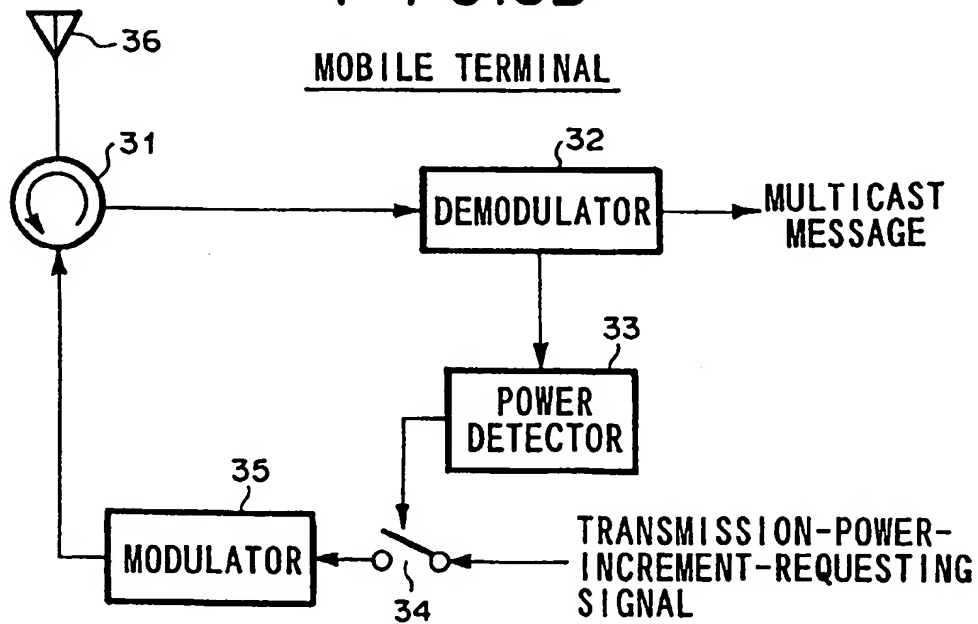 36
MOBILE TERMINAL
31
32
DEMODULATOR
MULTICAST
MESSAGE
33
POWER
DETECTOR
35
MODULATOR
34
TRANSMISSION-POWER-
INCREMENT-REQUESTING
SIGNAL